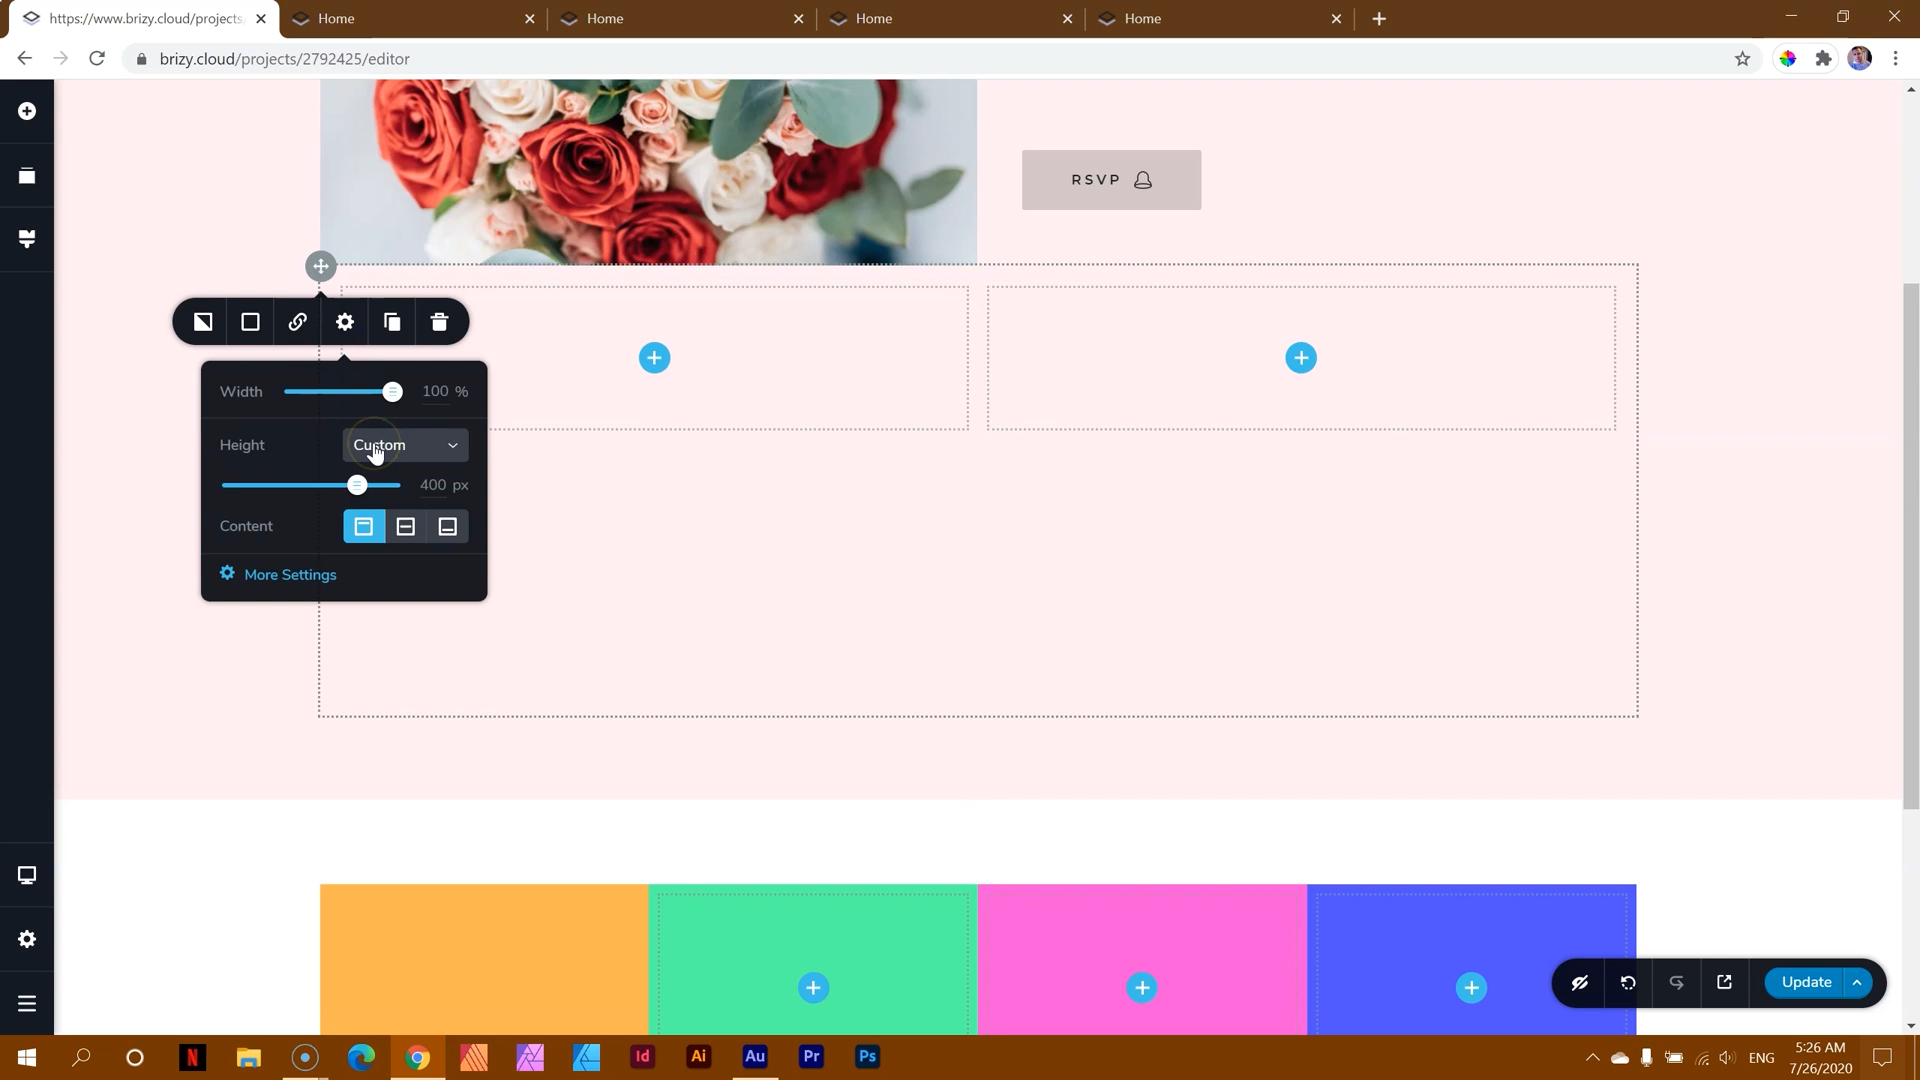 https://www.brizy.cloud/projects
Home
Home
Home
Home
brizy.cloud/projects/2792425/editor
RSVP
Width 100 %
Height Custom
400 px
Content
More Settings
Update
N
Id
Ai
Au
Pr
Ps
ENG
5:26 AM
7/26/2020